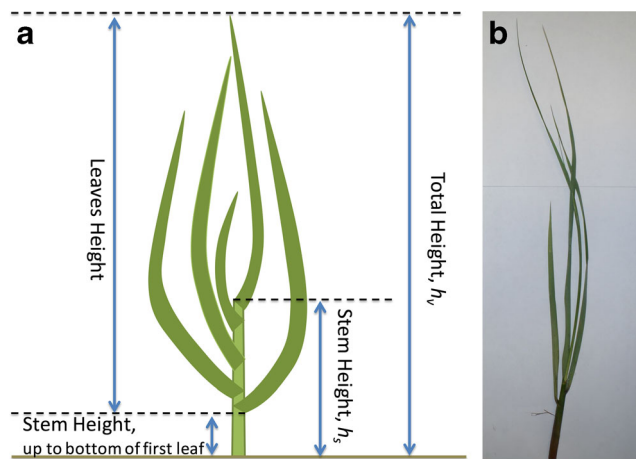 a
b
Leaves Height
Total Height, hv
Stem Height, hs
Stem Height,
up to bottom of first leaf